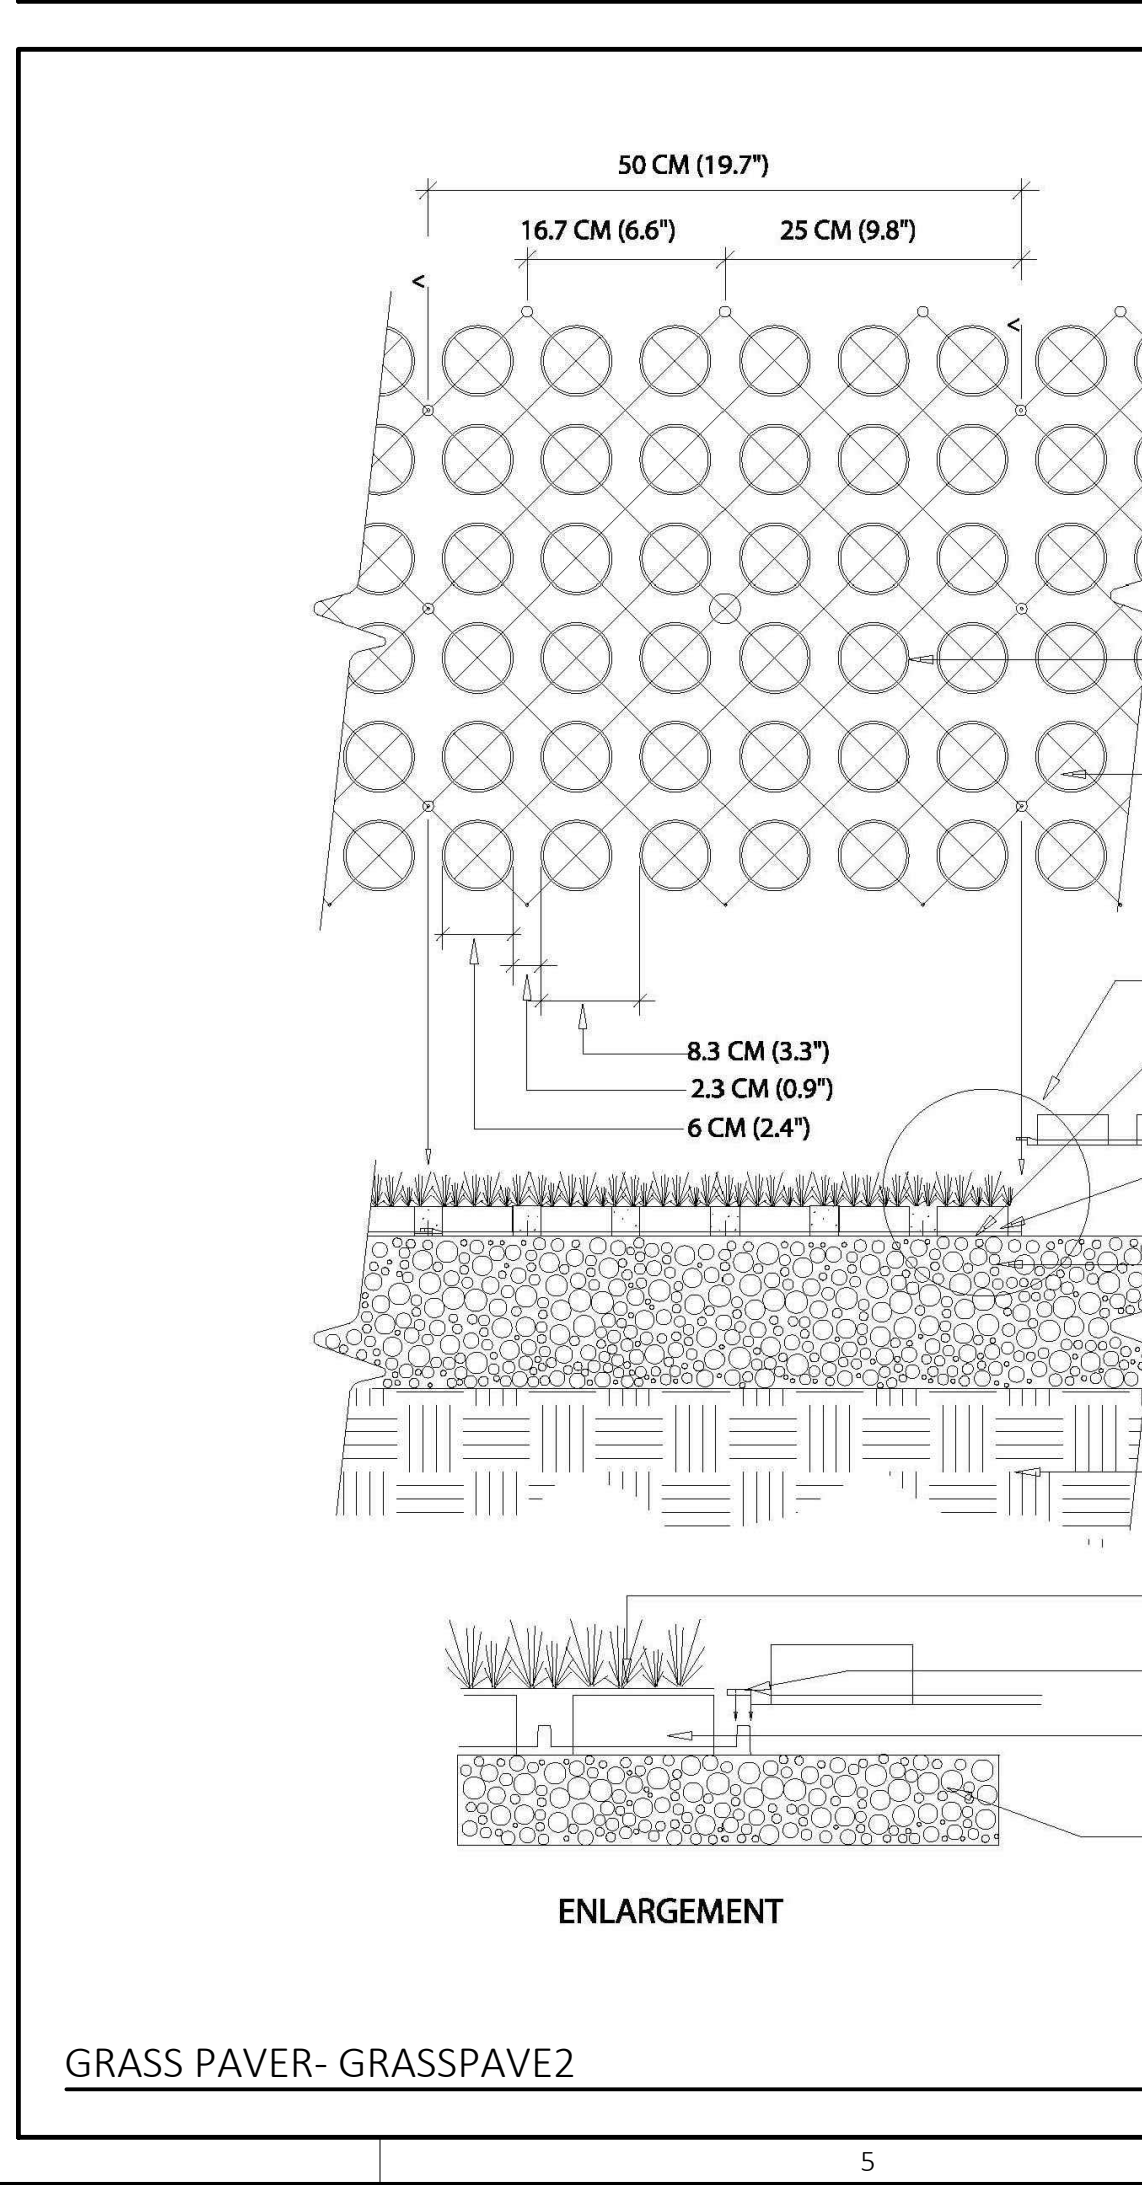 50 CM (19.7")
16.7 CM (6.6")
25 CM (9.8")
8.3 CM (3.3")
2.3 CM (0.9")
6 CM (2.4")
ENLARGEMENT
GRASS PAVER- GRASSPAVE2
5